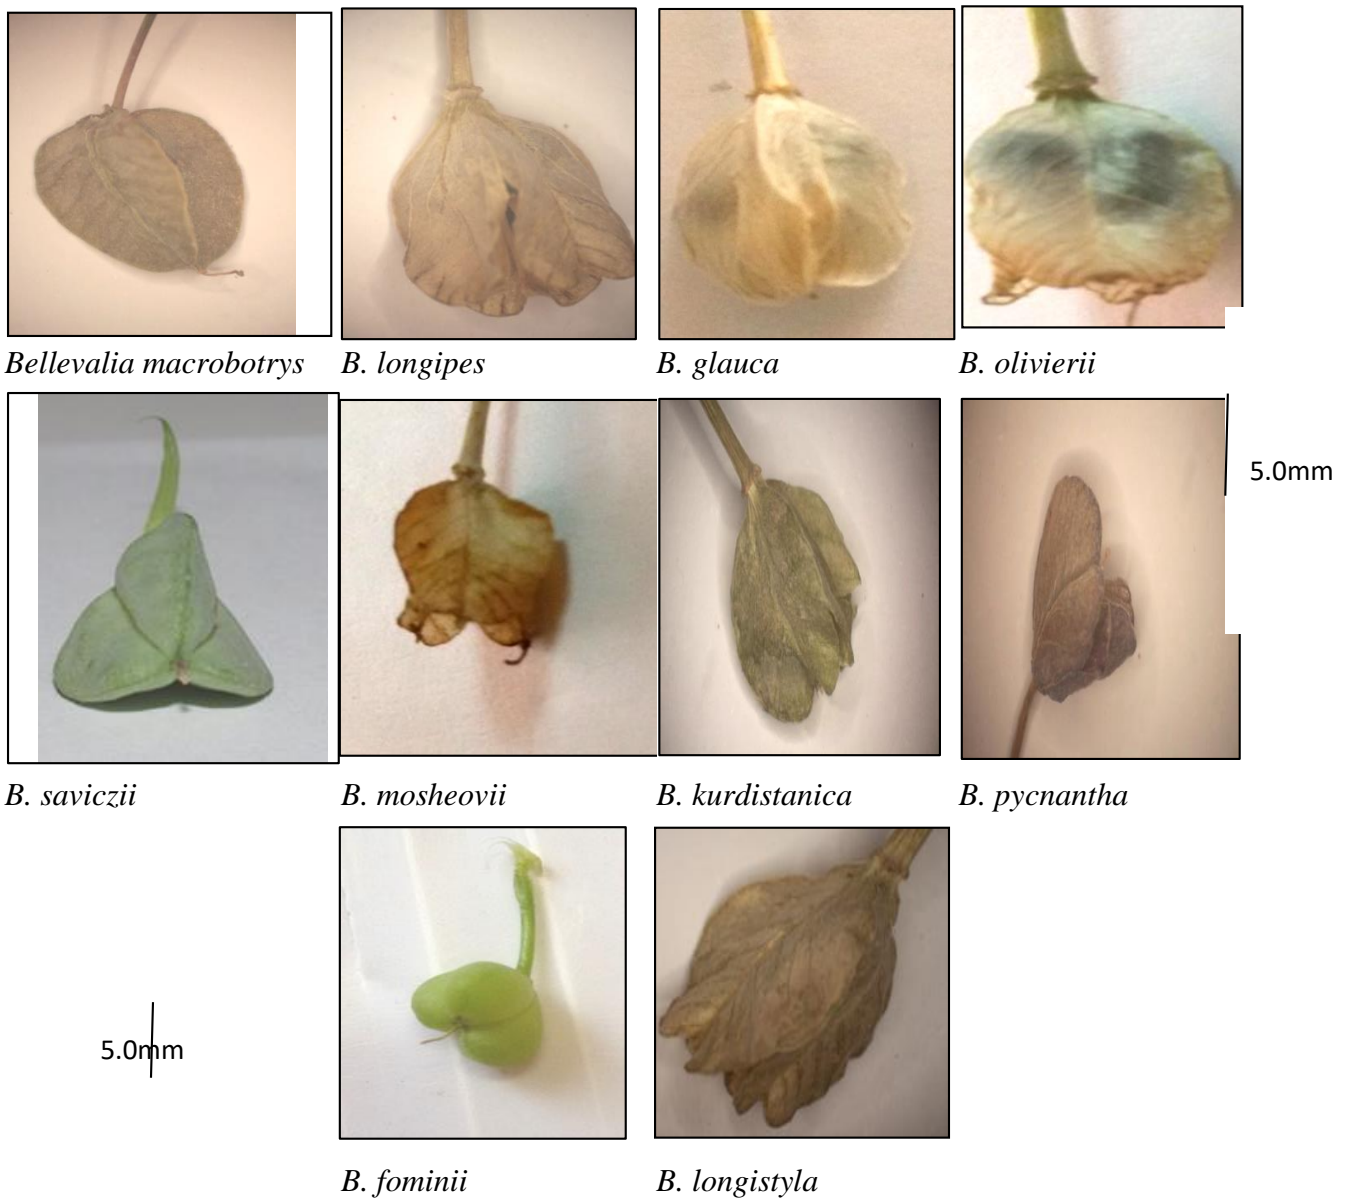 Bellevalia macrobotrys B. longipes B. glauca B. olivierii
5.0mm
B. saviczii B. mosheovii B. kurdistanica B. pycnantha
5.0mm
B. fominii B. longistyla